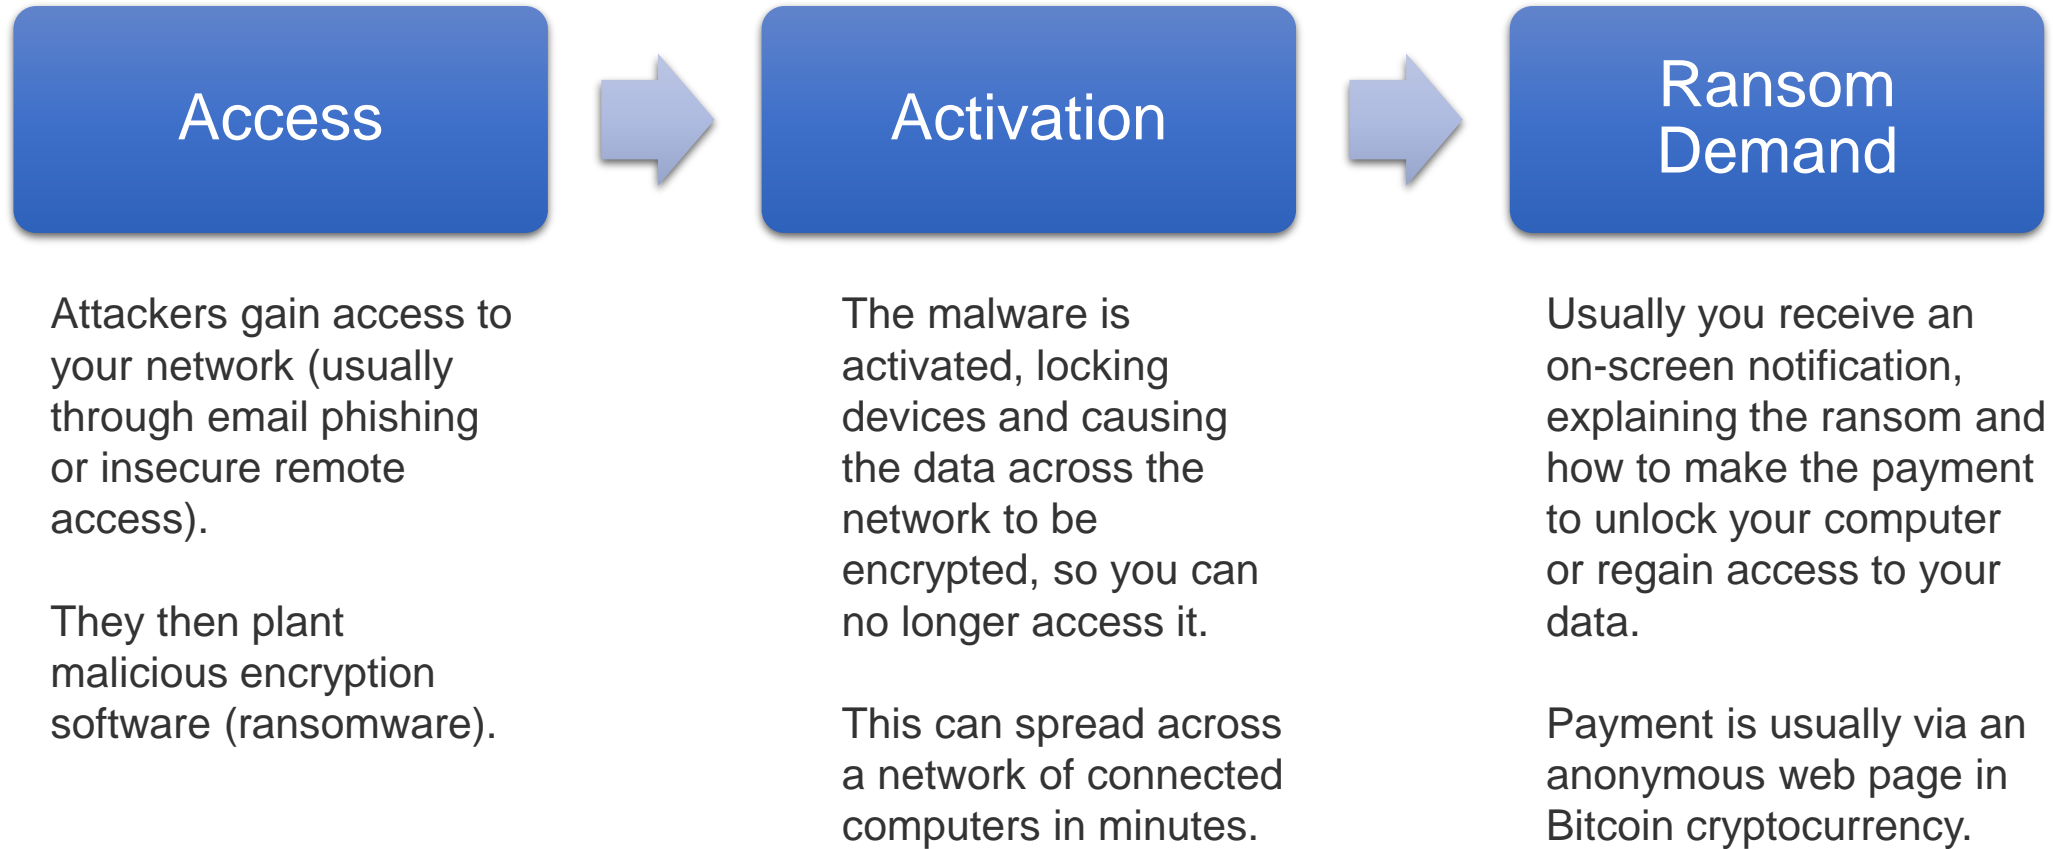 Access
Activation
Ransom
Demand
Attackers gain access to
your network (usually
through email phishing
or insecure remote
access).
They then plant
malicious encryption
software (ransomware).
The malware is
activated, locking
devices and causing
the data across the
network to be
encrypted, so you can
no longer access it.
This can spread across
a network of connected
computers in minutes.
Usually you receive an
on-screen notification,
explaining the ransom and
how to make the payment
to unlock your computer
or regain access to your
data.
Payment is usually via an
anonymous web page in
Bitcoin cryptocurrency.